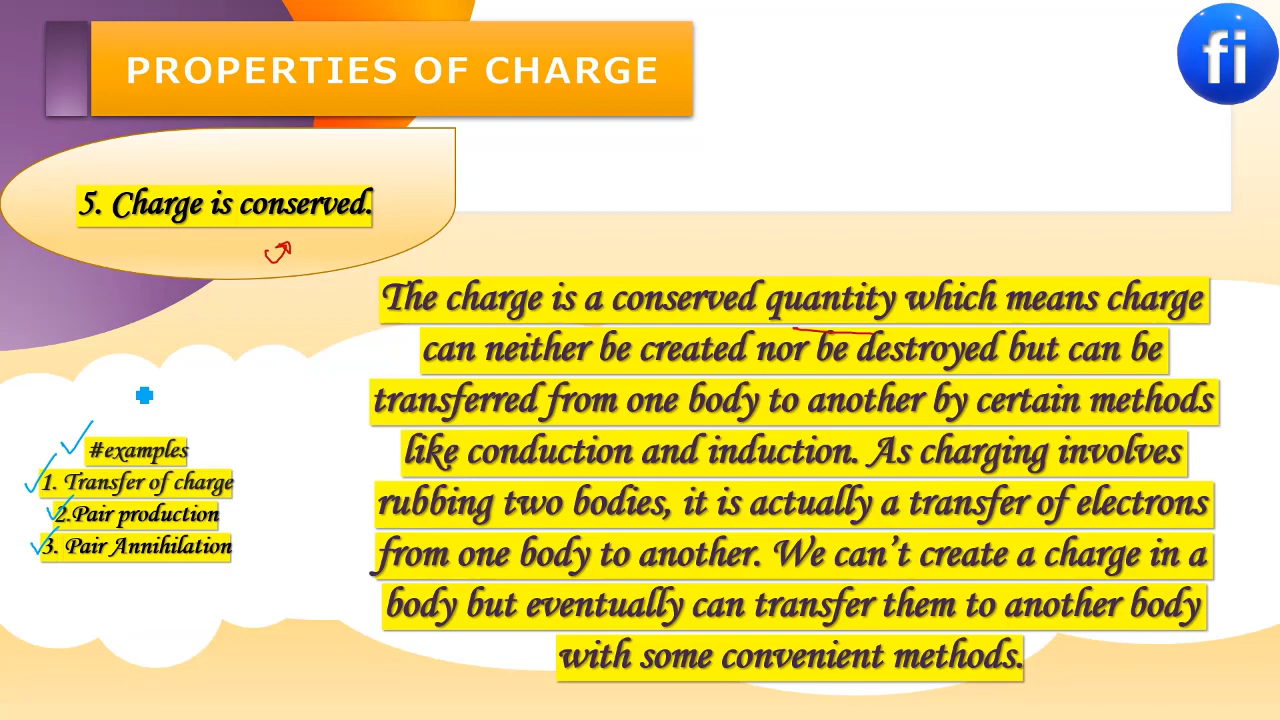 PROPERTIES OF CHARGE
fi
5. Charge is conserved.
The charge is a conserved quantity which means charge
can neither be created nor be destroyed but can be
transferred from one body to another by certain methods
like conduction and induction. As charging involves
rubbing two bodies, it is actually a transfer of electrons
from one body to another. We can’t create a charge in a
body but eventually can transfer them to another body
with some convenient methods.
#examples
1. Transfer of charge
2.Pair production
3. Pair Annihilation